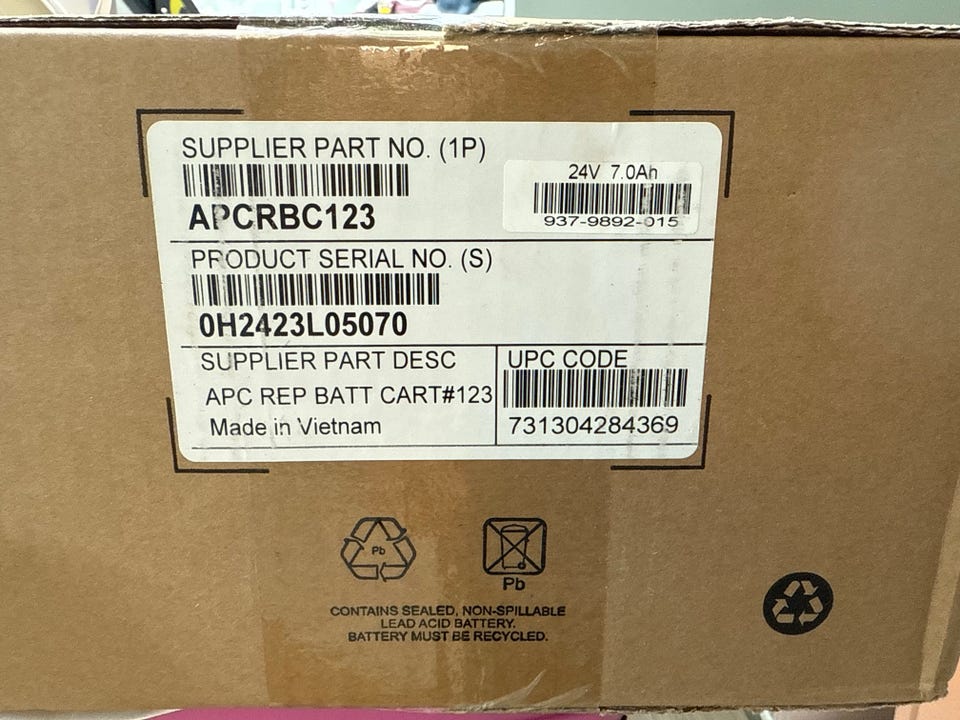 SUPPLIER PART NO. (1P)
APCRBC123
24V 7.0Ah
937-9892-015
PRODUCT SERIAL NO. (S)
0H2423L05070
SUPPLIER PART DESC
APC REP BATT CART#123
Made in Vietnam
UPC CODE
731304284369
Pb
Pb
CONTAINS SEALED, NON-SPILLABLE
LEAD ACID BATTERY.
BATTERY MUST BE RECYCLED.